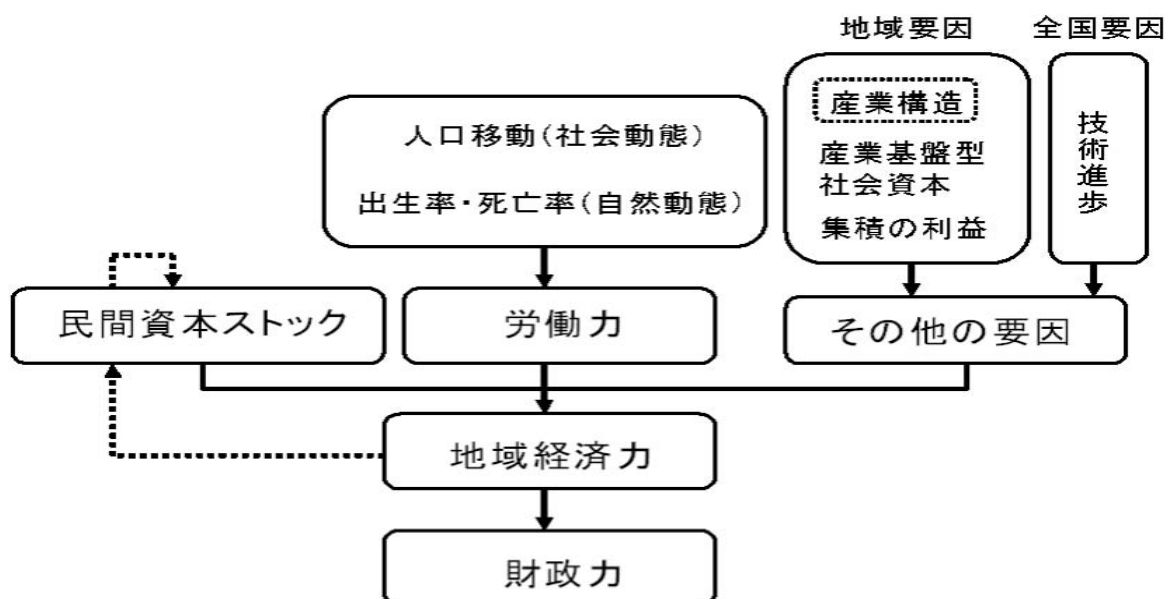 地域要因
全国要因
人口移動(社会動態)
出生率・死亡率(自然動態)
産業構造
産業基盤型
社会資本
集積の利益
技術進歩
民間資本ストック
労働力
その他の要因
地域経済力
財政力